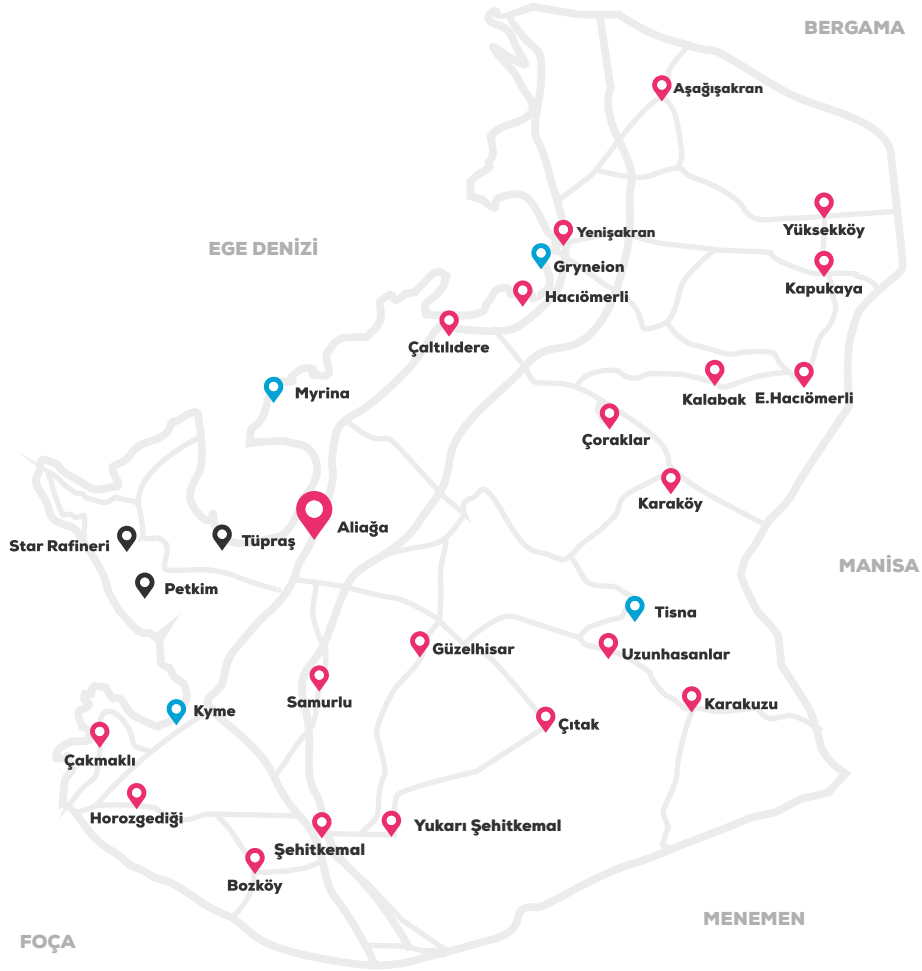 BERGAMA
Aşağışakran
Yüksekköy
Yenişakran
EGE DENİZİ
Gryneion
Kapukaya
Hacıömerli
Çaltılıdere
Myrina
Kalabak
E.Hacıömerli
Çoraklar
Karaköy
Aliağa
Tüpraş
Star Rafineri
MANİSA
Petkim
Tisna
Güzelhisar
Uzunhasanlar
Samurlu
Karakuzu
Kyme
Çıtak
Çakmaklı
Horozgediği
Yukarı Şehitkemal
Şehitkemal
Bozköy
MENEMEN
FOÇA